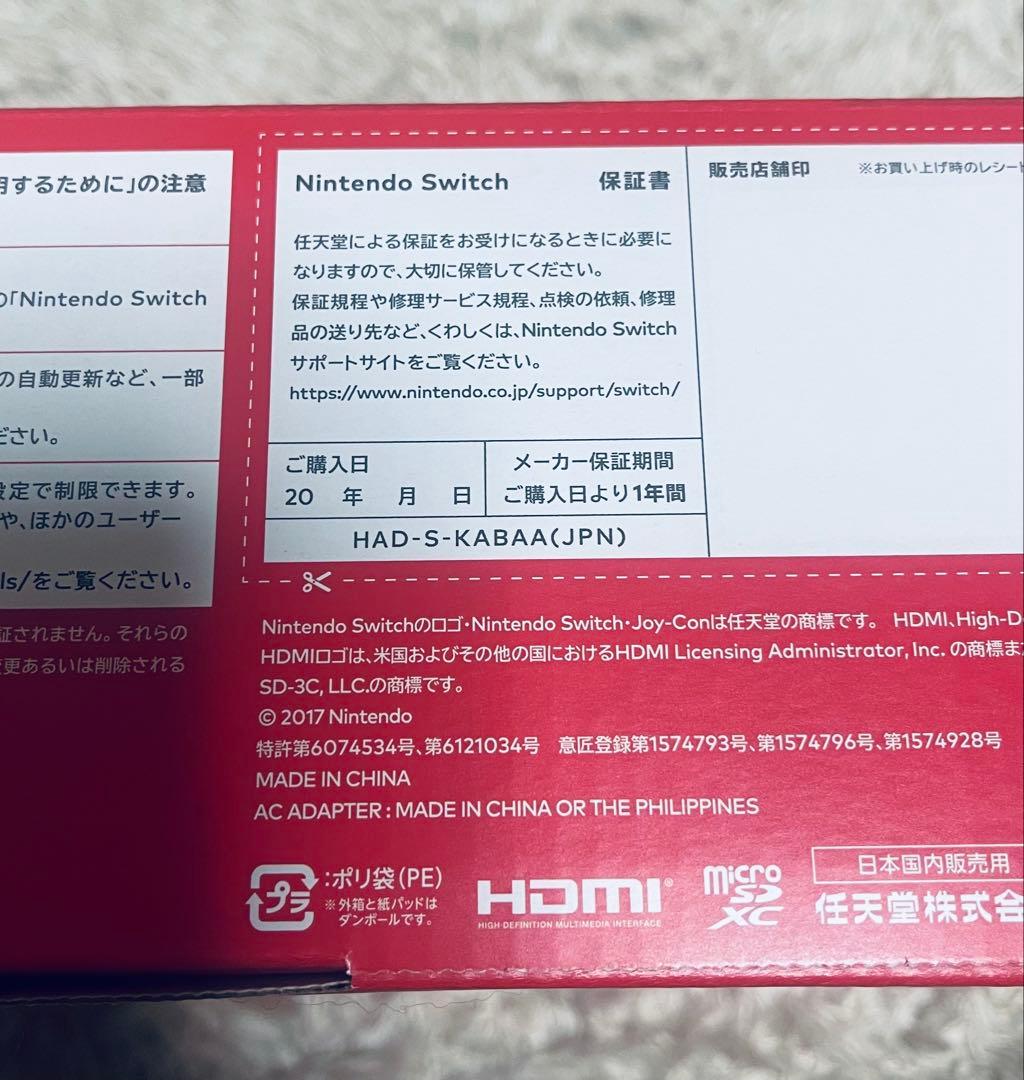 用するために」の注意
の「Nintendo Switch
の自動更新など、一部
ださい。
設定で制限できます。
や、ほかのユーザー
ls/をご覧ください。
証されません。それらの
変更あるいは削除される
Nintendo Switch 保証書
任天堂による保証をお受けになるときに必要に
なりますので、大切に保管してください。
保証規程や修理サービス規程、点検の依頼、修理
品の送り先など、くわしくは、Nintendo Switch
サポートサイトをご覧ください。
https://www.nintendo.co.jp/support/switch/
ご購入日
20 年 月 日
メーカー保証期間
ご購入日より1年間
HAD-S-KABAA(JPN)
販売店舗印 ※お買い上げ時のレシート
Nintendo Switchのロゴ・Nintendo Switch・Joy-Conは任天堂の商標です。 HDMI、High-D
HDMIロゴは、米国およびその他の国におけるHDMI Licensing Administrator, Inc. の商標ま
SD-3C, LLC.の商標です。
© 2017 Nintendo
特許第6074534号、第6121034号 意匠登録第1574793号、第1574796号、第1574928号
MADE IN CHINA
AC ADAPTER : MADE IN CHINA OR THE PHILIPPINES
プラ
:ポリ袋(PE)
※外箱と紙パッドは
ダンボールです。
HDMI®
HIGH-DEFINITION MULTIMEDIA INTERFACE
micro
SD
XC
日本国内販売用
任天堂株式会